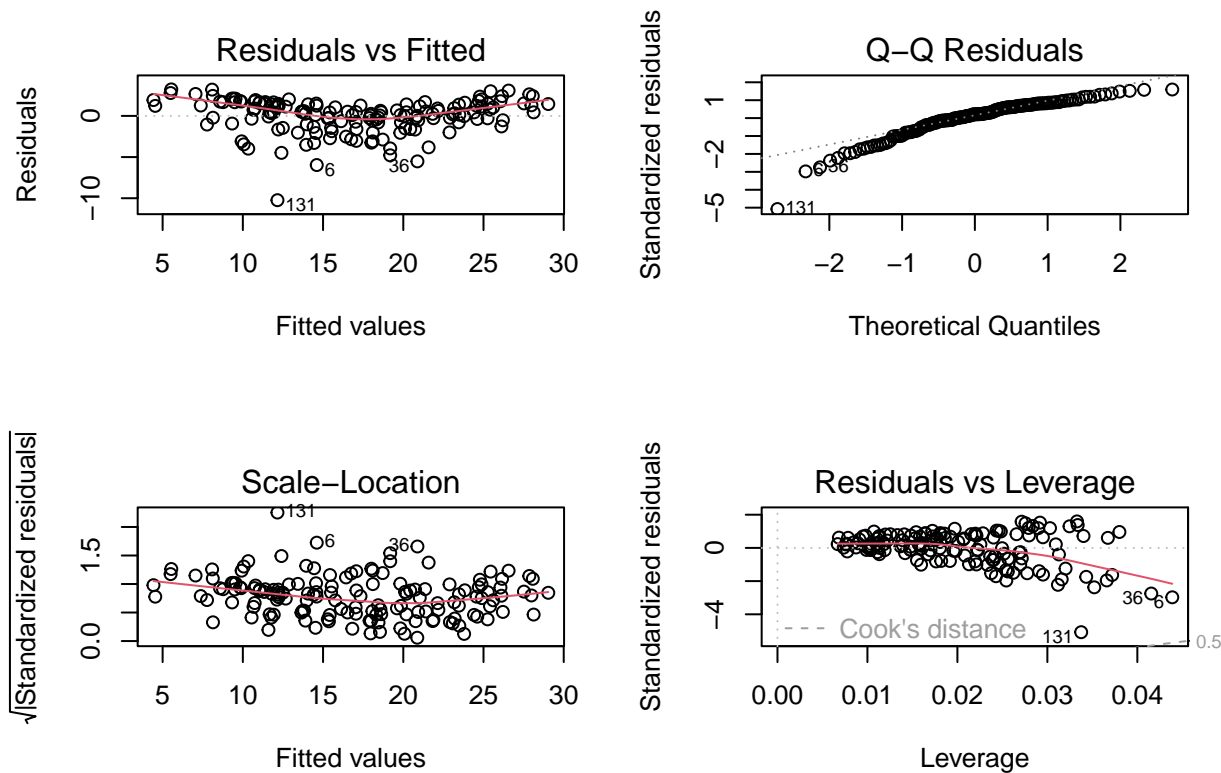 Residuals vs Fitted
Residuals
0
−10
6
36
131
5 10 15 20 25 30
Fitted values
Q−Q Residuals
Standardized residuals
1
−2
−5
6 36
131
−2 −1 0 1 2
Theoretical Quantiles
Scale−Location
√|Standardized residuals|
1.5
0.0
131
6
36
5 10 15 20 25 30
Fitted values
Residuals vs Leverage
Standardized residuals
0
−4
36 6
131
Cook's distance
0.5
0.00 0.01 0.02 0.03 0.04
Leverage